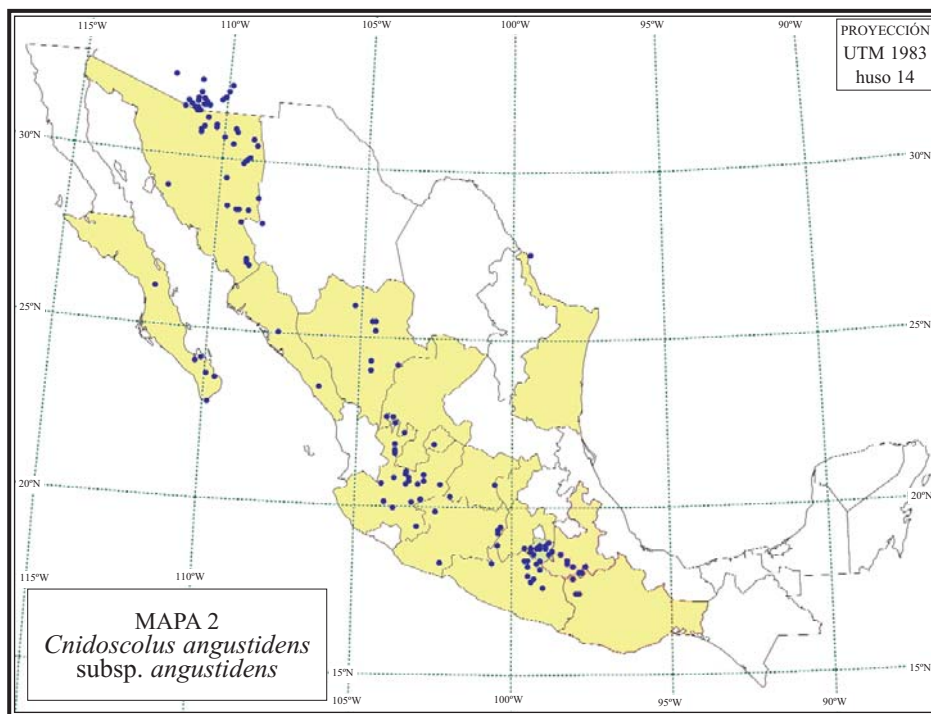 115ºW
110ºW
105ºW
100ºW
95ºW
90ºW
PROYECCIÓN
UTM 1983
huso 14
30ºN
30ºN
25ºN
25ºN
20ºN
20ºN
115ºW
110ºW
MAPA 2
Cnidoscolus angustidens
subsp. angustidens
15ºN
15ºN
105ºW
100ºW
95ºW
90ºW